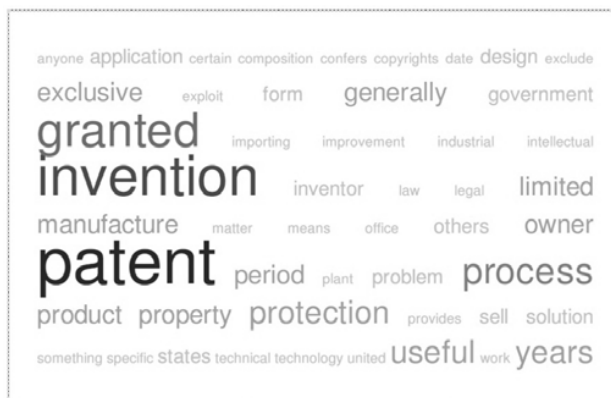 anyone application certain composition confers copyrights date design exclude
exclusive exploit form generally government
granted importing improvement industrial intellectual
invention inventor law legal limited
manufacture matter means office others owner
patent period plant problem process
product property protection provides sell solution
something specific states technical technology united useful work years